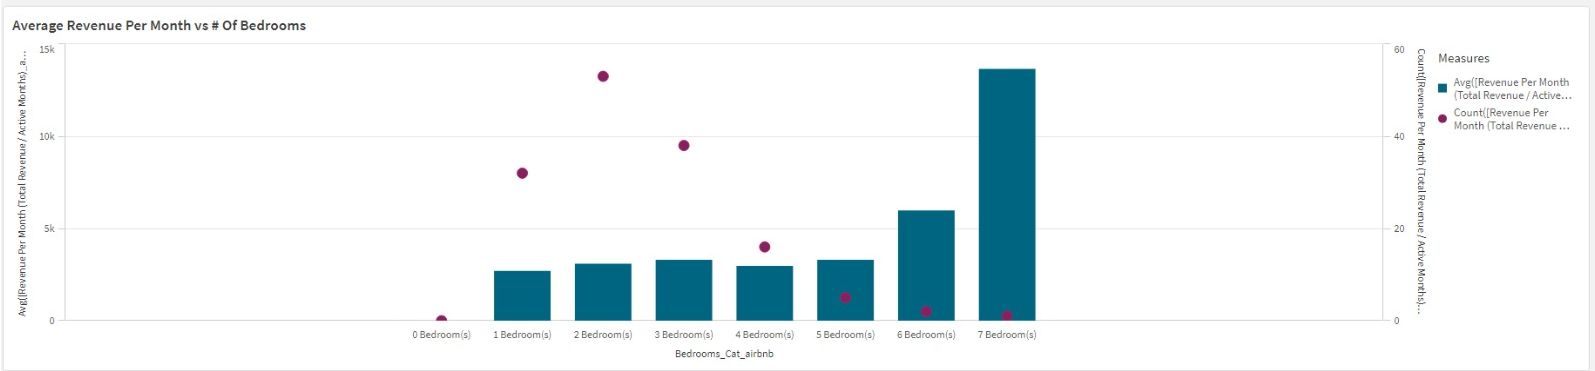 Average Revenue Per Month vs # Of Bedrooms
Avg([Revenue Per Month (Total Revenue / Active Months)_a...
15k
10k
5k
0
0 Bedroom(s) 1 Bedroom(s) 2 Bedroom(s) 3 Bedroom(s) 4 Bedroom(s) 5 Bedroom(s) 6 Bedroom(s) 7 Bedroom(s)
Bedrooms_Cat_airbnb
60
40
20
0
Count([Revenue Per Month (Total Revenue / Active Months)...
Measures
Avg([Revenue Per Month
(Total Revenue / Active...
Count([Revenue Per
Month (Total Revenue ...